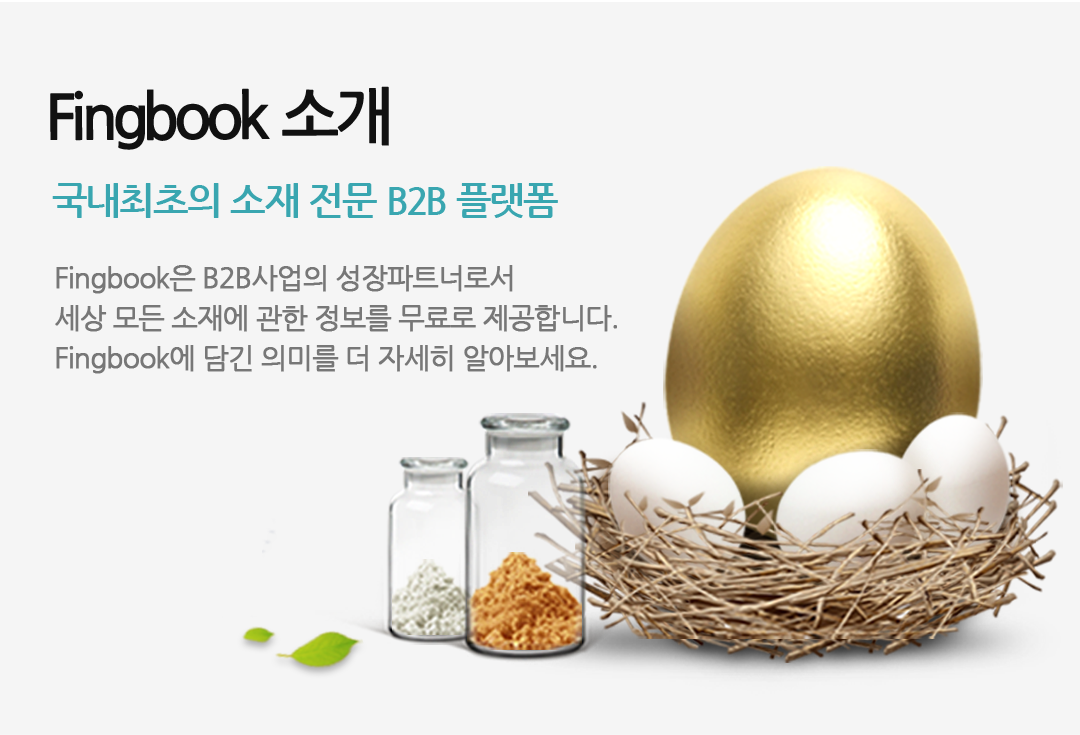 Fingbook 소개
국내최초의 소재 전문 B2B 플랫폼
Fingbook은 B2B사업의 성장파트너로서
세상 모든 소재에 관한 정보를 무료로 제공합니다.
Fingbook에 담긴 의미를 더 자세히 알아보세요.